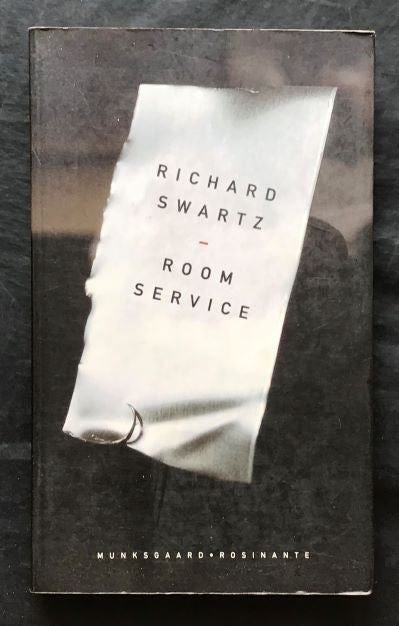 RICHARD
SWARTZ
–
ROOM
SERVICE
MUNKSGAARD•ROSINANTE